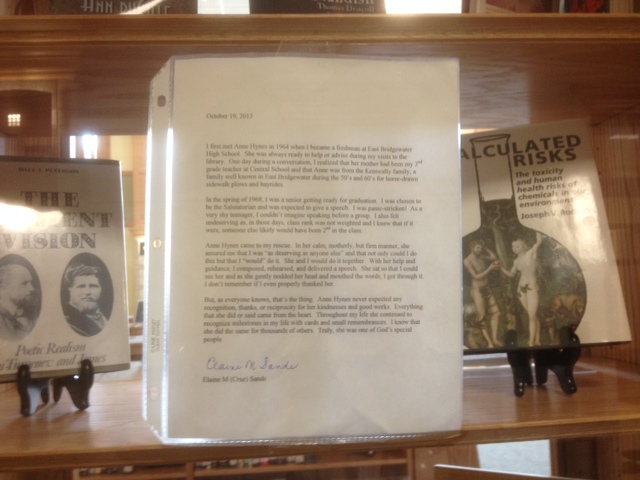 ANN
Thomas Driscoll
October 19, 2013
I first met Anne Hynes in 1964 when I became a freshman at East Bridgewater
High School. She was always ready to help or advise during my visits to the
library. One day during a conversation, I realized that her mother had been my 2nd
grade teacher at Central School and that Anne was from the Kenneally family, a
family well known in East Bridgewater during the 50's and 60's for horse-drawn
sidewalk plows and hayrides.
In the spring of 1968, I was a senior getting ready for graduation. I was chosen to
be the Salutatorian and was expected to give a speech. I was panic-stricken! As a
very shy teenager, I couldn't imagine speaking before a group. I also felt
undeserving as, in those days, class rank was not weighted and I knew that if it
were, someone else likely would have been 2nd in the class.
Anne Hynes came to my rescue. In her calm, motherly, but firm manner, she
assured me that I was "as deserving as anyone else" and that not only could I do
this but that I "would" do it. She and I would do it together. With her help and
guidance, I composed, rehearsed, and delivered a speech. She sat so that I could
see her and as she gently nodded her head and mouthed the words, I got through it.
I don't remember if I even properly thanked her
But, as everyone knows, that's the thing. Anne Hynes never expected any
recognition, thanks, or reciprocity for her kindnesses and good works. Everything
that she did or said came from the heart. Throughout my life she continued to
recognize milestones in my life with cards and small remembrances. I know that
she did the same for thousands of others. Truly, she was one of God's special
people.
Elaine M Sands
Elaine M (Cruz) Sands
THE
VISION
Poetic Realism
CALCULATED
RISKS
The toxicity
and human
health risks of
chemicals in our
environment
Joseph V.